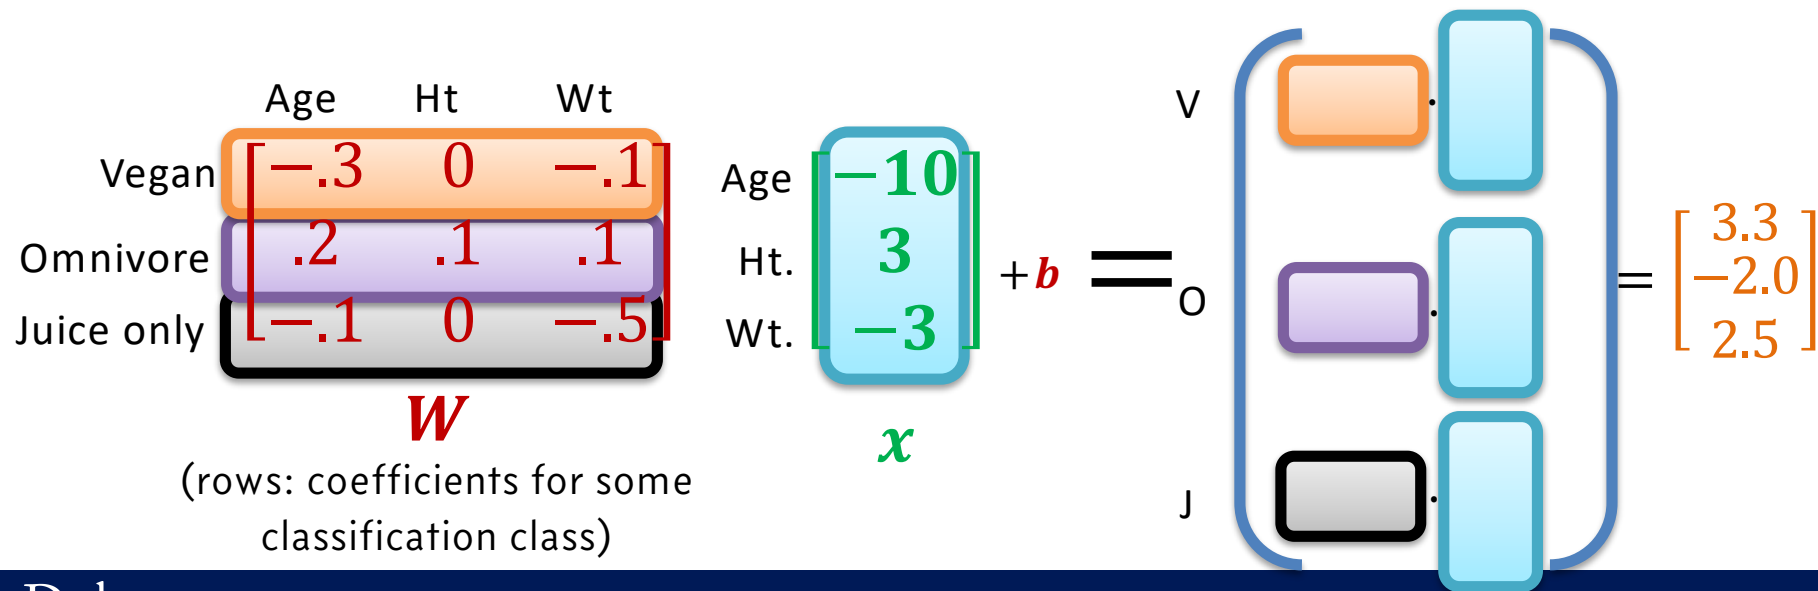 Age Ht Wt
Vegan −.3 0 −.1
Omnivore .2 .1 .1
Juice only −.1 0 −.5
W
(rows: coefficients for some
classification class)
Age −10
Ht. 3
Wt. −3
x
+b =
V ·
O ·
J ·
= 3.3
−2.0
2.5